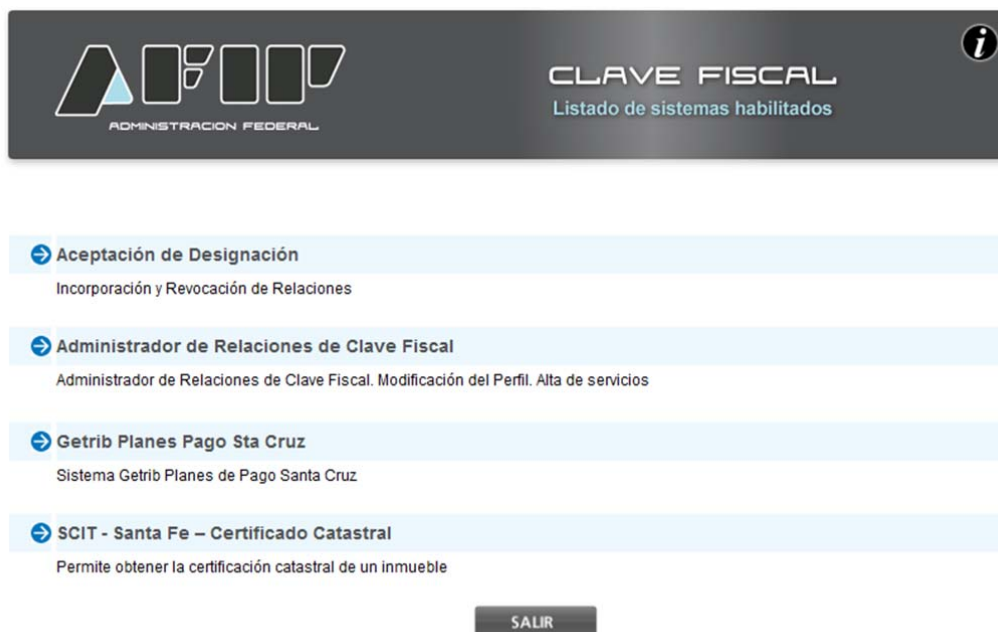 AFIP
ADMINISTRACION FEDERAL
CLAVE FISCAL
Listado de sistemas habilitados
i
Aceptación de Designación
Incorporación y Revocación de Relaciones
Administrador de Relaciones de Clave Fiscal
Administrador de Relaciones de Clave Fiscal. Modificación del Perfil. Alta de servicios
Getrib Planes Pago Sta Cruz
Sistema Getrib Planes de Pago Santa Cruz
SCIT - Santa Fe – Certificado Catastral
Permite obtener la certificación catastral de un inmueble
SALIR